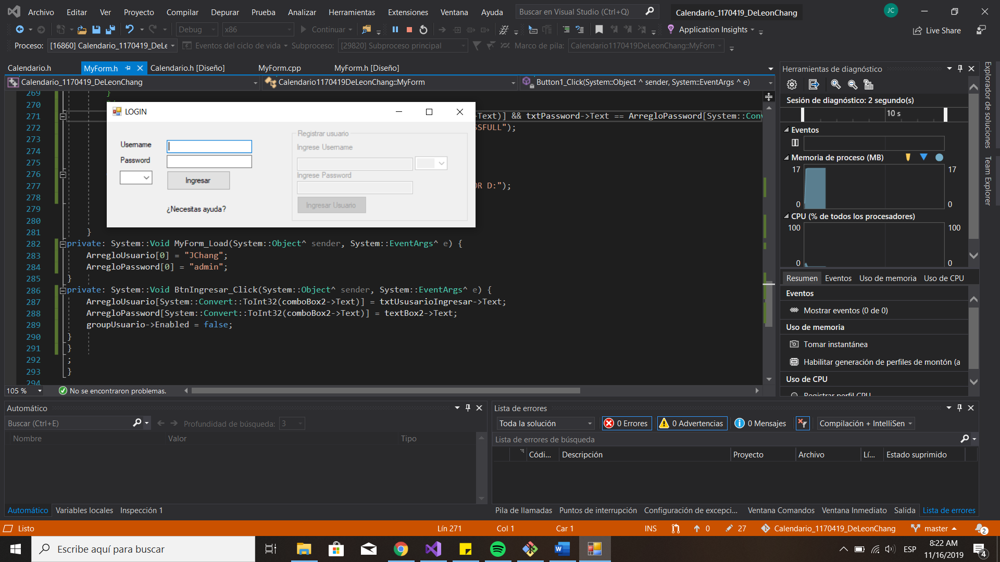 Archivo Editar Ver Proyecto Compilar Depurar Prueba Analizar Herramientas Extensiones Ventana Ayuda Buscar en Visual Studio (Ctrl+Q) Calendario_1170419_DeLeonChang JC
Debug x86 Continuar Application Insights Live Share
Proceso: [16860] Calendario_1170419_DeLe Eventos del ciclo de vida Subproceso: [29820] Subproceso principal Marco de pila: Calendario1170419DeLeonChang::MyForm
Calendario.h MyForm.h Calendario.h [Diseño] MyForm.cpp MyForm.h [Diseño]
Calendario_1170419_DeLeonChang Calendario1170419DeLeonChang::MyForm Button1_Click(System::Object ^ sender, System::EventArgs ^ e)
269 }
270
271 Text)] && txtPassword->Text == ArregloPassword[System::Con
272 SSFULL");
273
274
275
276
277 OR D:");
278
279
280
281 }
282 private: System::Void MyForm_Load(System::Object^ sender, System::EventArgs^ e) {
283 ArregloUsuario[0] = "JChang";
284 ArregloPassword[0] = "admin";
285 }
286 private: System::Void BtnIngresar_Click(System::Object^ sender, System::EventArgs^ e) {
287 ArregloUsuario[System::Convert::ToInt32(comboBox2->Text)] = txtUsusarioIngresar->Text;
288 ArregloPassword[System::Convert::ToInt32(comboBox2->Text)] = textBox2->Text;
289 groupUsuario->Enabled = false;
290 }
291 }
292 ;
293 }
294
LOGIN
Username
Password
Ingresar
¿Necesitas ayuda?
Registrar usuario
Ingrese Username
Ingrese Password
Ingresar Usuario
105 % No se encontraron problemas.
Herramientas de diagnóstico
Sesión de diagnóstico: 2 segundo(s)
10 s
Eventos
Memoria de proceso (MB)
17 17
0 0
CPU (% de todos los procesadores)
100 100
0 0
Resumen Eventos Uso de memoria Uso de CPU
Eventos
Mostrar eventos (0 de 0)
Uso de memoria
Tomar instantánea
Habilitar generación de perfiles de montón (a
Uso de CPU
Registrar perfil CPU
Explorador de soluciones
Team Explorer
Automático
Buscar (Ctrl+E) Profundidad de búsqueda: 3
Nombre Valor Tipo
Automático Variables locales Inspección 1
Lista de errores
Toda la solución 0 Errores 0 Advertencias 0 Mensajes Compilación + IntelliSen
Lista de errores de búsqueda
Códi... Descripción Proyecto Archivo Lí... Estado suprimido
Pila de llamadas Puntos de interrupción Configuración de excepci... Ventana Comandos Ventana Inmediato Salida Lista de errores
Listo Lín 271 Col 1 Car 1 INS 0 27 Calendario_1170419_DeLeonChang master 2
Escribe aquí para buscar
ESP
8:22 AM
11/16/2019
4